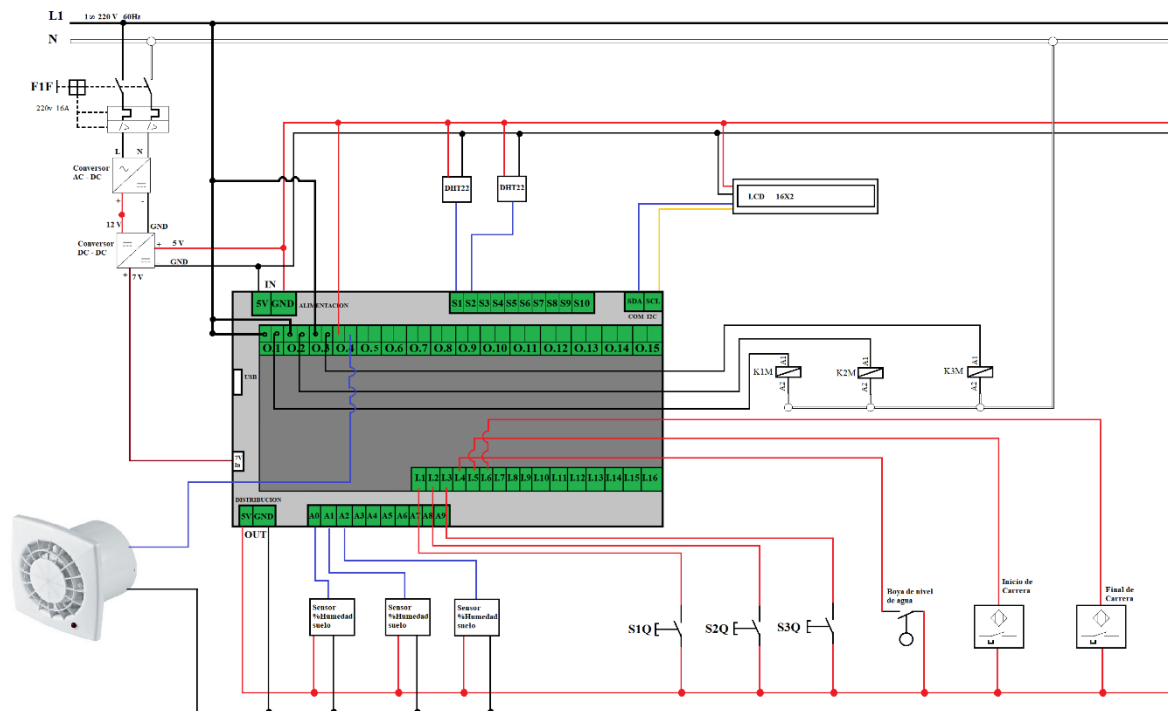 L1 1∾ 220 V 60Hz
N
F1F
220v 16A
L N
Conversor
AC - DC
+ -
12 V
GND
Conversor
DC - DC
+ 5 V
GND
+ 7 V
DHT22
DHT22
LCD 16X2
IN
5V GND
ALIMENTACION
S1 S2 S3 S4 S5 S6 S7 S8 S9 S10
SDA SCL
COM I2C
O.1 O.2 O.3 O.4 O.5 O.6 O.7 O.8 O.9 O.10 O.11 O.12 O.13 O.14 O.15
USB
K1M A1 A2
K2M A1 A2
K3M A1 A2
7V
In
L1 L2 L3 L4 L5 L6 L7 L8 L9 L10 L11 L12 L13 L14 L15 L16
DISTRIBUCION
5V GND
OUT
A0 A1 A2 A3 A4 A5 A6 A7 A8 A9
Sensor
%Humedad
suelo
Sensor
%Humedad
suelo
Sensor
%Humedad
suelo
S1Q
S2Q
S3Q
Boya de nivel
de agua
Inicio de
Carrera
Final de
Carrera